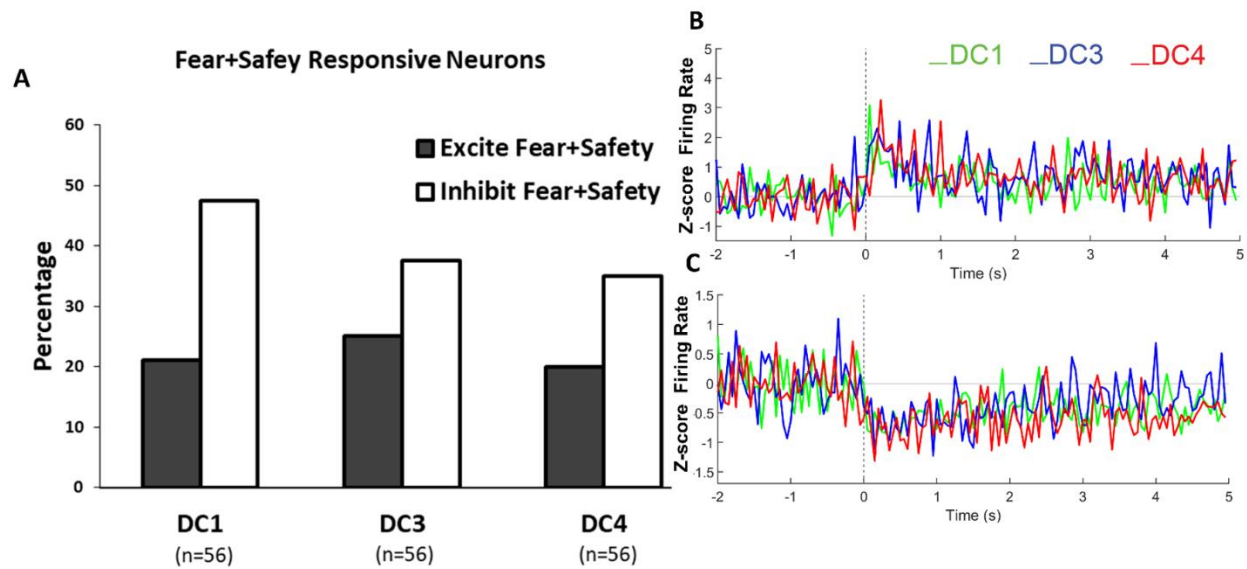 Fear+Safey Responsive Neurons
A
60
50
40
30
20
10
0
Percentage
Excite Fear+Safety
Inhibit Fear+Safety
DC1
(n=56)
DC3
(n=56)
DC4
(n=56)
B
_DC1 _DC3 _DC4
5
4
3
2
1
0
-1
Z-score Firing Rate
-2 -1 0 1 2 3 4 5
Time (s)
C
1.5
1
0.5
0
-0.5
-1
1.5
Z-score Firing Rate
-2 -1 0 1 2 3 4 5
Time (s)